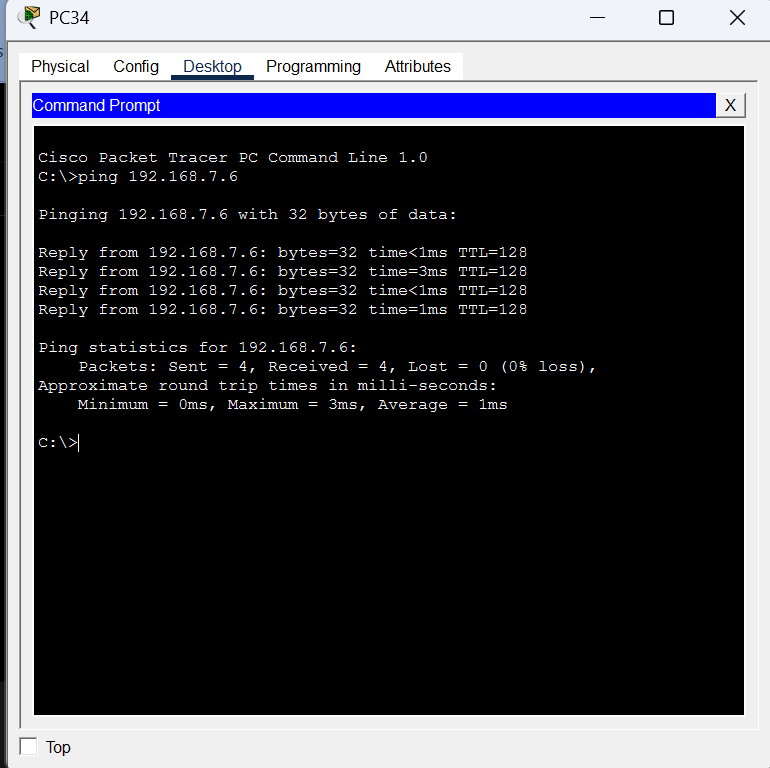 PC34
Physical Config Desktop Programming Attributes
Command Prompt X
Cisco Packet Tracer PC Command Line 1.0
C:\>ping 192.168.7.6
Pinging 192.168.7.6 with 32 bytes of data:
Reply from 192.168.7.6: bytes=32 time<1ms TTL=128
Reply from 192.168.7.6: bytes=32 time=3ms TTL=128
Reply from 192.168.7.6: bytes=32 time<1ms TTL=128
Reply from 192.168.7.6: bytes=32 time=1ms TTL=128
Ping statistics for 192.168.7.6:
Packets: Sent = 4, Received = 4, Lost = 0 (0% loss),
Approximate round trip times in milli-seconds:
Minimum = 0ms, Maximum = 3ms, Average = 1ms
C:\>
Top